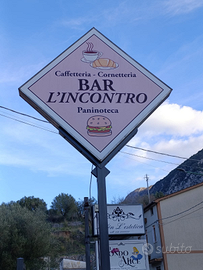 Caffetteria - Cornetteria
BAR
L'INCONTRO
Paninoteca
subito